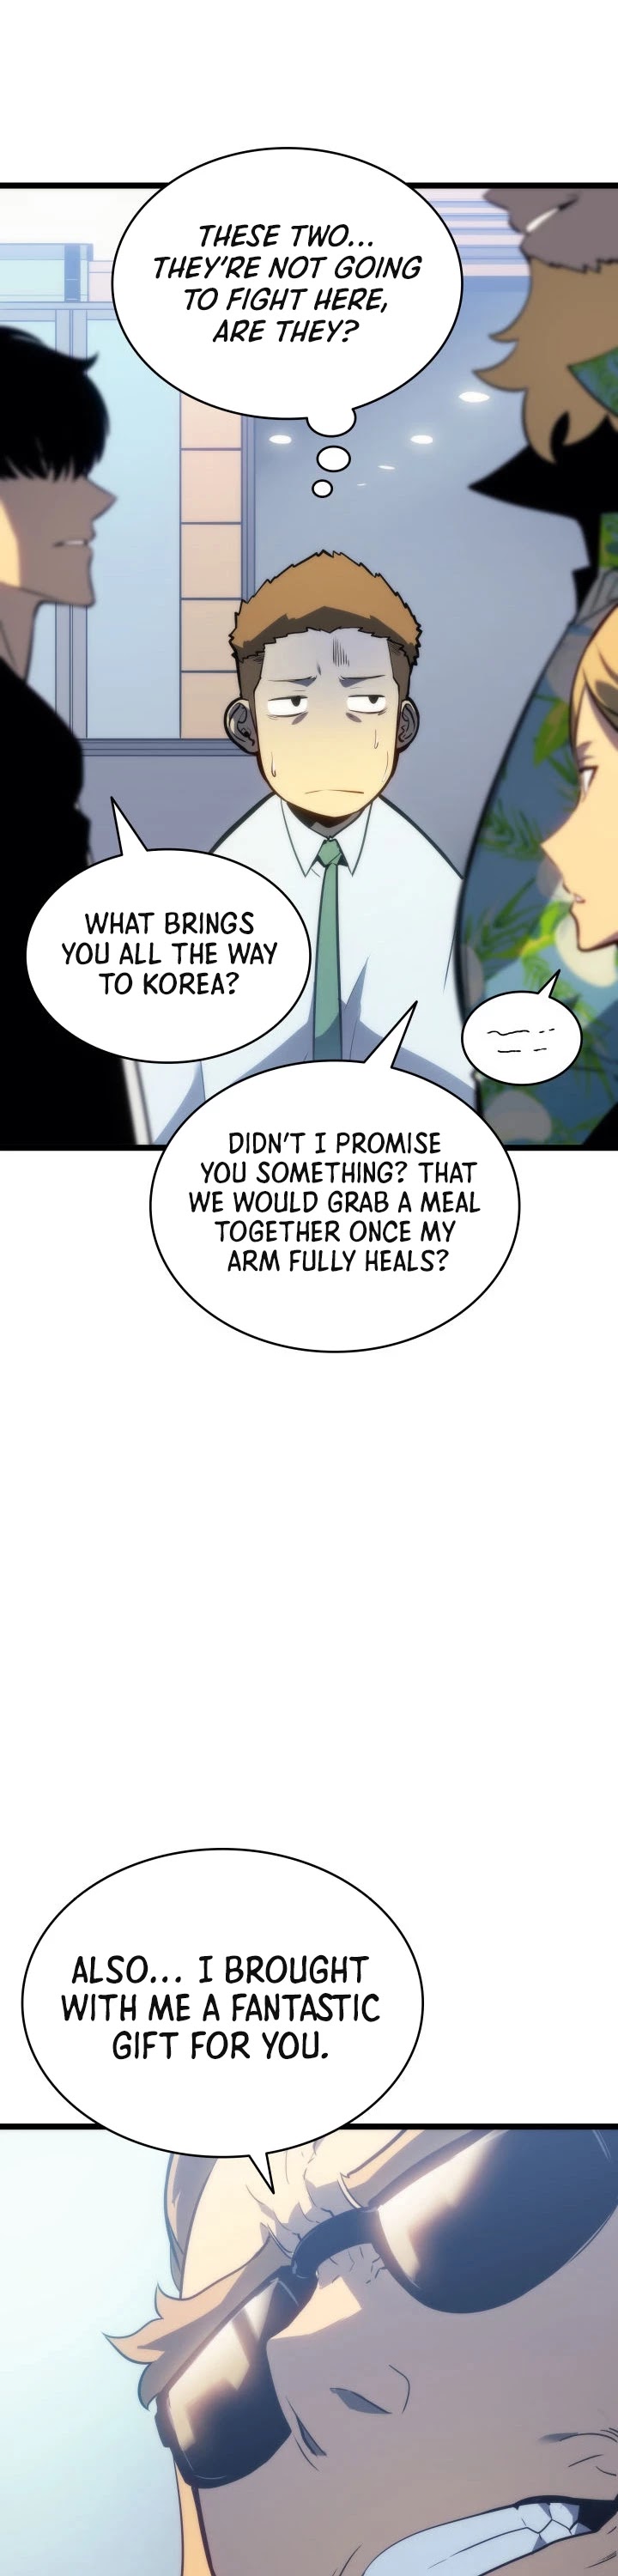 THESE TWO...
THEY'RE NOT GOING
TO FIGHT HERE,
ARE THEY?
WHAT BRINGS
YOU ALL THE WAY
TO KOREA?
DIDN'T I PROMISE
YOU SOMETHING? THAT
WE WOULD GRAB A MEAL
TOGETHER ONCE MY
ARM FULLY HEALS?
ALSO... I BROUGHT
WITH ME A FANTASTIC
GIFT FOR YOU.